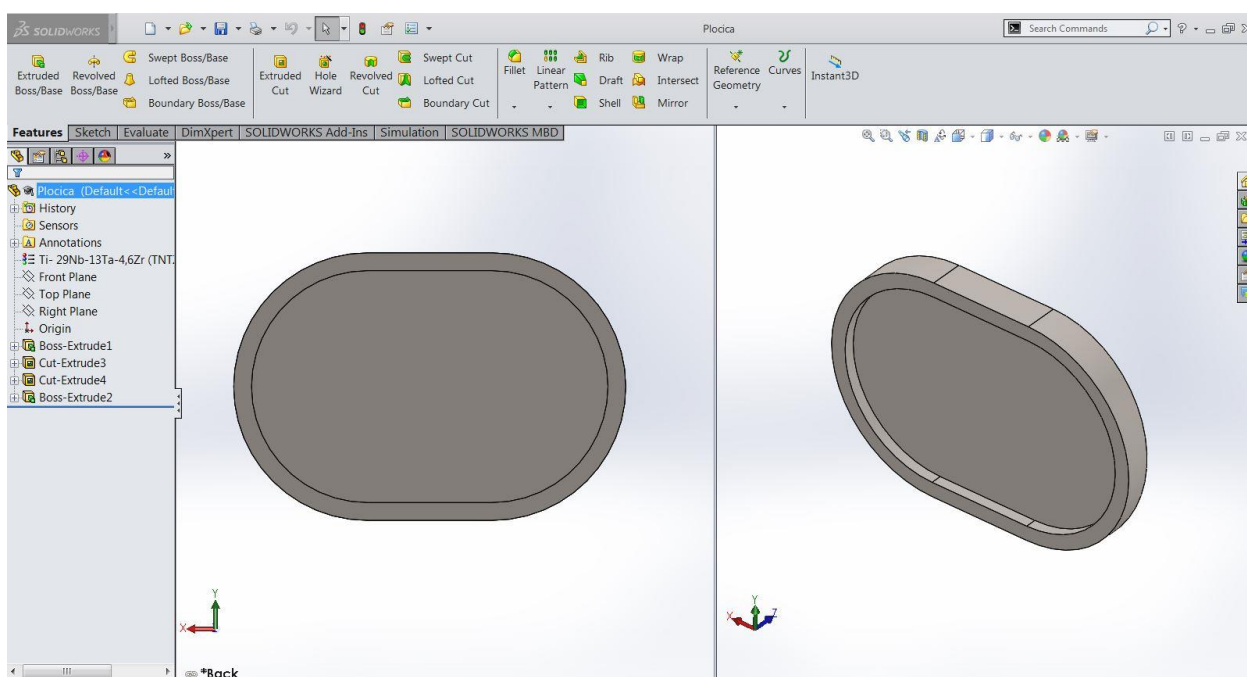 SOLIDWORKS
Plocica
Search Commands
Extruded Boss/Base
Revolved Boss/Base
Swept Boss/Base
Lofted Boss/Base
Boundary Boss/Base
Extruded Cut
Hole Wizard
Revolved Cut
Swept Cut
Lofted Cut
Boundary Cut
Fillet
Linear Pattern
Rib
Draft
Shell
Wrap
Intersect
Mirror
Reference Geometry
Curves
Instant3D
Features
Sketch
Evaluate
DimXpert
SOLIDWORKS Add-Ins
Simulation
SOLIDWORKS MBD
Plocica (Default<<Default
History
Sensors
Annotations
Ti- 29Nb-13Ta-4,6Zr (TNT
Front Plane
Top Plane
Right Plane
Origin
Boss-Extrude1
Cut-Extrude3
Cut-Extrude4
Boss-Extrude2
Y
X
*Back
Y
X
Z